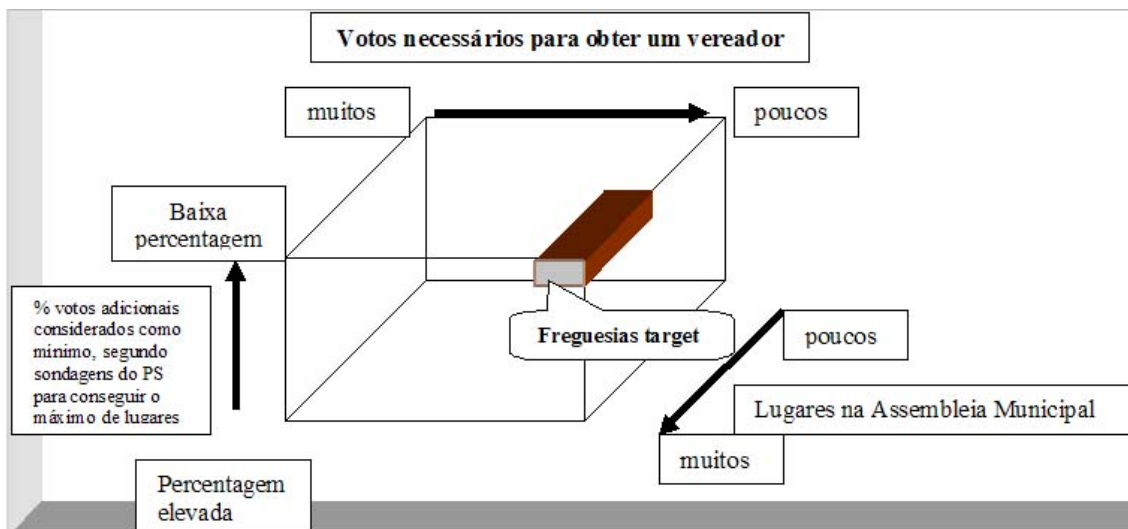 Votos necessários para obter um vereador
muitos
poucos
Baixa
percentagem
% votos adicionais
considerados como
mínimo, segundo
sondagens do PS
para conseguir o
máximo de lugares
Freguesias target
poucos
Lugares na Assembleia Municipal
muitos
Percentagem
elevada